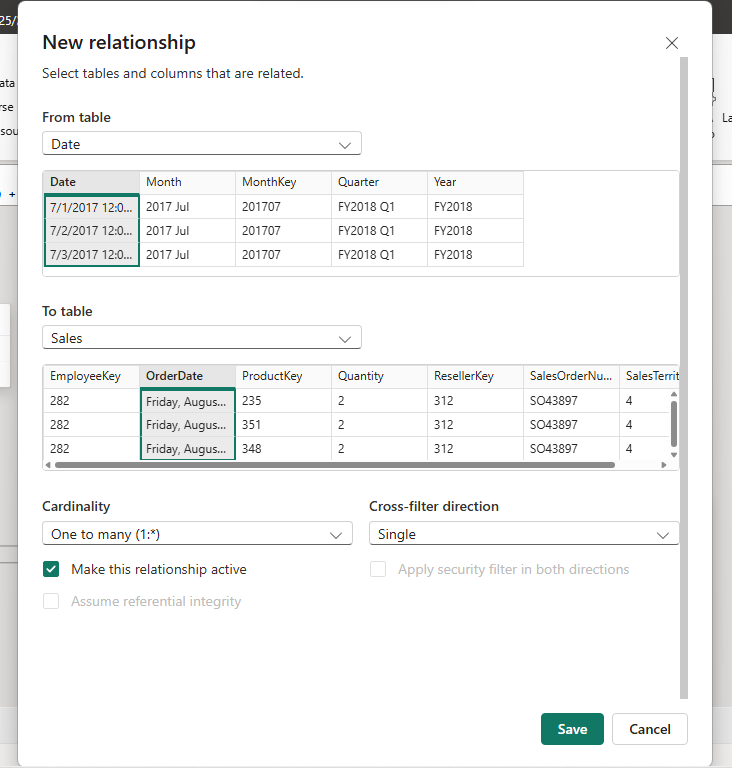 25/
New relationship
Select tables and columns that are related.
ata
rse
sou
La
From table
Date
+
Date Month MonthKey Quarter Year
7/1/2017 12:0... 2017 Jul 201707 FY2018 Q1 FY2018
7/2/2017 12:0... 2017 Jul 201707 FY2018 Q1 FY2018
7/3/2017 12:0... 2017 Jul 201707 FY2018 Q1 FY2018
To table
Sales
EmployeeKey OrderDate ProductKey Quantity ResellerKey SalesOrderNu... SalesTerrit
282 Friday, Augus... 235 2 312 SO43897 4
282 Friday, Augus... 351 2 312 SO43897 4
282 Friday, Augus... 348 2 312 SO43897 4
Cardinality Cross-filter direction
One to many (1:*) Single
Make this relationship active Apply security filter in both directions
Assume referential integrity
Save Cancel